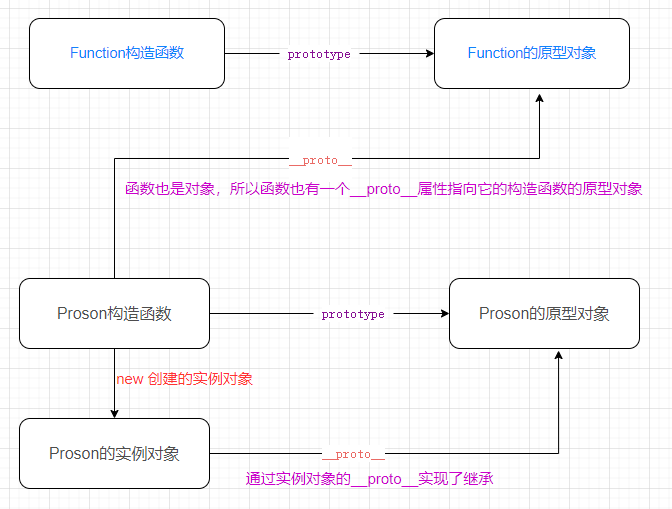 Function构造函数
prototype
Function的原型对象
__proto__
函数也是对象，所以函数也有一个__proto__属性指向它的构造函数的原型对象
Proson构造函数
prototype
Proson的原型对象
new 创建的实例对象
Proson的实例对象
__proto__
通过实例对象的__proto__实现了继承